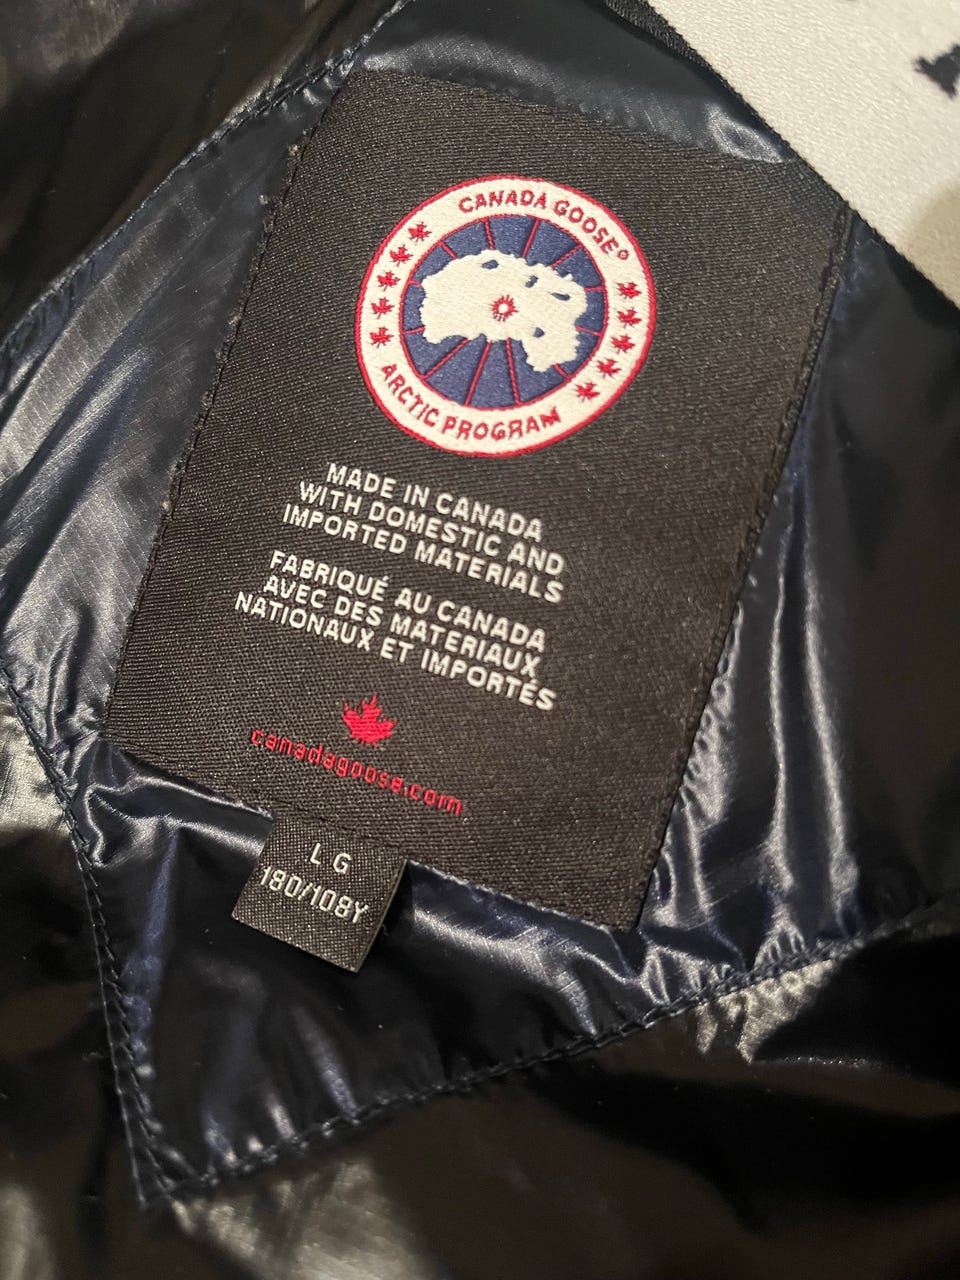 CANADA GOOSE®
ARCTIC PROGRAM
MADE IN CANADA
WITH DOMESTIC AND
IMPORTED MATERIALS
FABRIQUÉ AU CANADA
AVEC DES MATERIAUX
NATIONAUX ET IMPORTÉS
canadagoose.com
LG
180/108Y